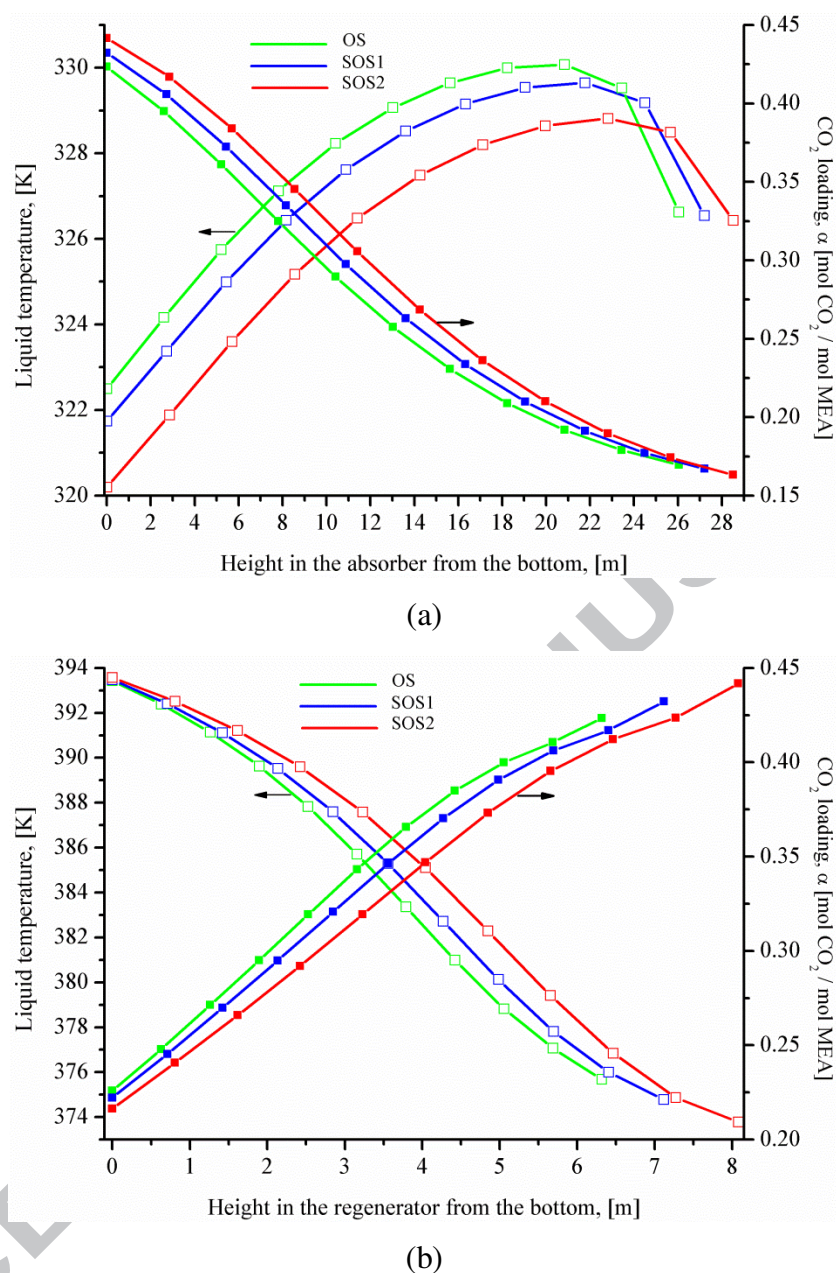 OS
SOS1
SOS2
330
328
326
324
322
320
Liquid temperature, [K]
0.45
0.40
0.35
0.30
0.25
0.20
0.15
CO2 loading, α [mol CO2 / mol MEA]
0 2 4 6 8 10 12 14 16 18 20 22 24 26 28
Height in the absorber from the bottom, [m]
(a)
OS
SOS1
SOS2
394
392
390
388
386
384
382
380
378
376
374
Liquid temperature, [K]
0.45
0.40
0.35
0.30
0.25
0.20
CO2 loading, α [mol CO2 / mol MEA]
0 1 2 3 4 5 6 7 8
Height in the regenerator from the bottom, [m]
(b)